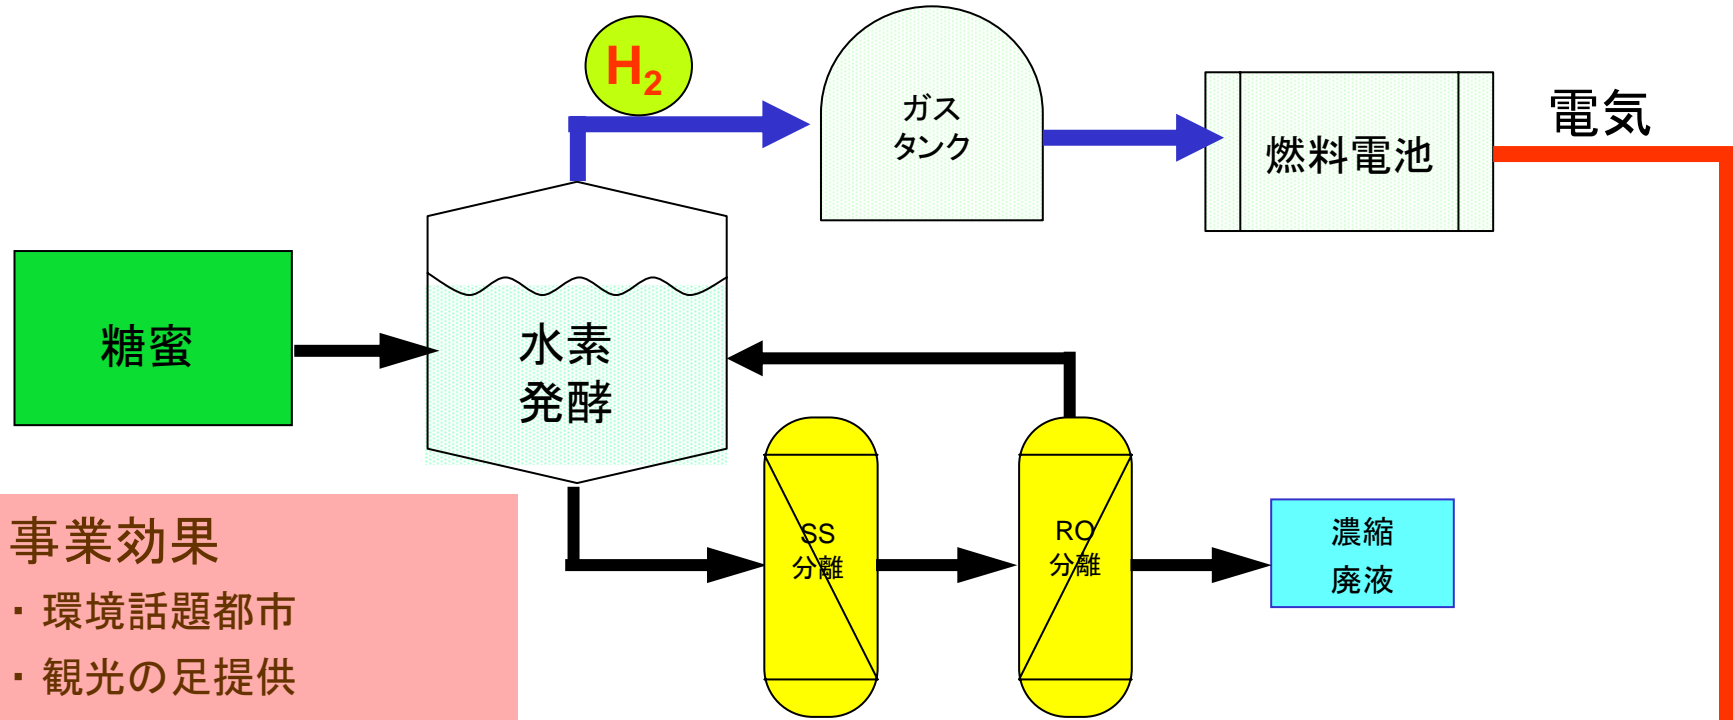 H₂
ガス
タンク
燃料電池
電気
糖蜜
水素
発酵
SS
分離
RO
分離
濃縮
廃液
事業効果
・環境話題都市
・観光の足提供